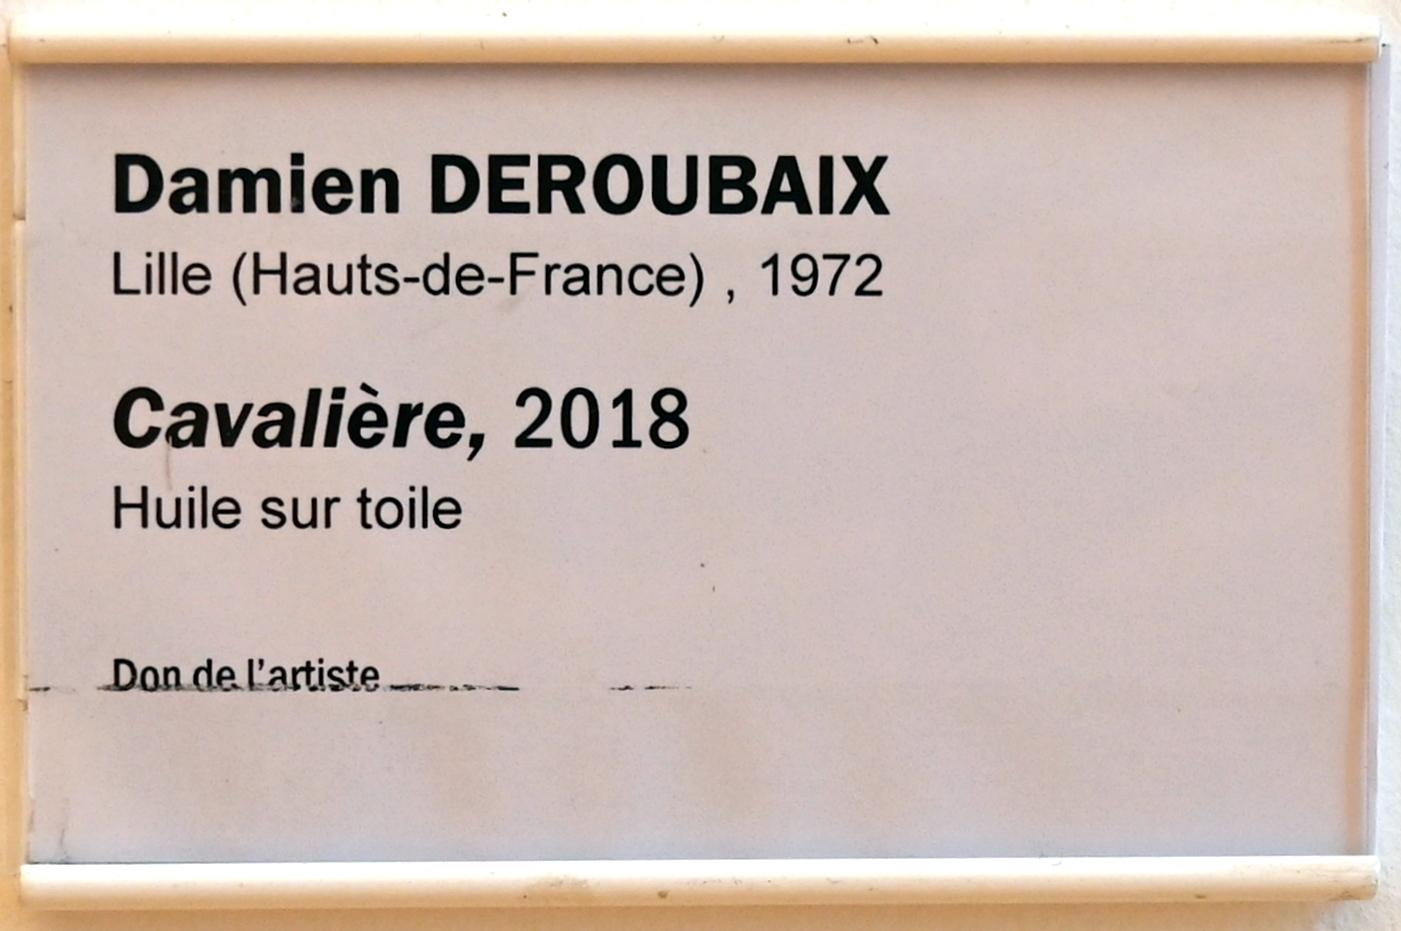 Damien DEROUBAIX
Lille (Hauts-de-France) , 1972
Cavalière, 2018
Huile sur toile
Don de l'artiste